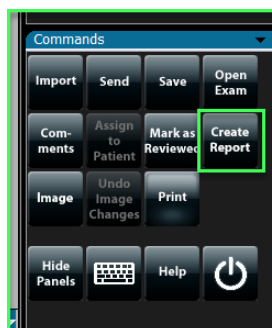 Commands
Import Send Save Open
Exam
Com-
ments
Assign
to
Patient
Mark as
Reviewed
Create
Report
Image
Undo
Image
Changes
Print
Hide
Panels
Help